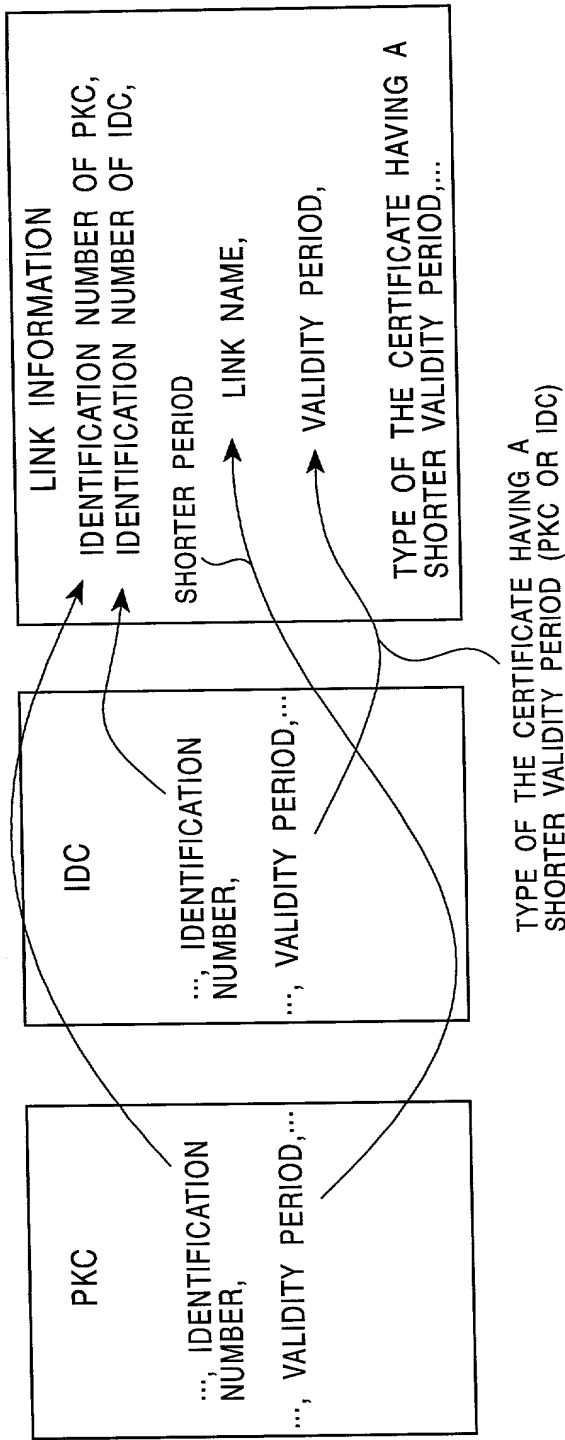 PKC
..., IDENTIFICATION
NUMBER,
..., VALIDITY PERIOD,...
IDC
..., IDENTIFICATION
NUMBER,
..., VALIDITY PERIOD,...
LINK INFORMATION
IDENTIFICATION NUMBER OF PKC,
IDENTIFICATION NUMBER OF IDC,
SHORTER PERIOD
LINK NAME,
VALIDITY PERIOD,
TYPE OF THE CERTIFICATE HAVING A
SHORTER VALIDITY PERIOD,...
TYPE OF THE CERTIFICATE HAVING A
SHORTER VALIDITY PERIOD (PKC OR IDC)